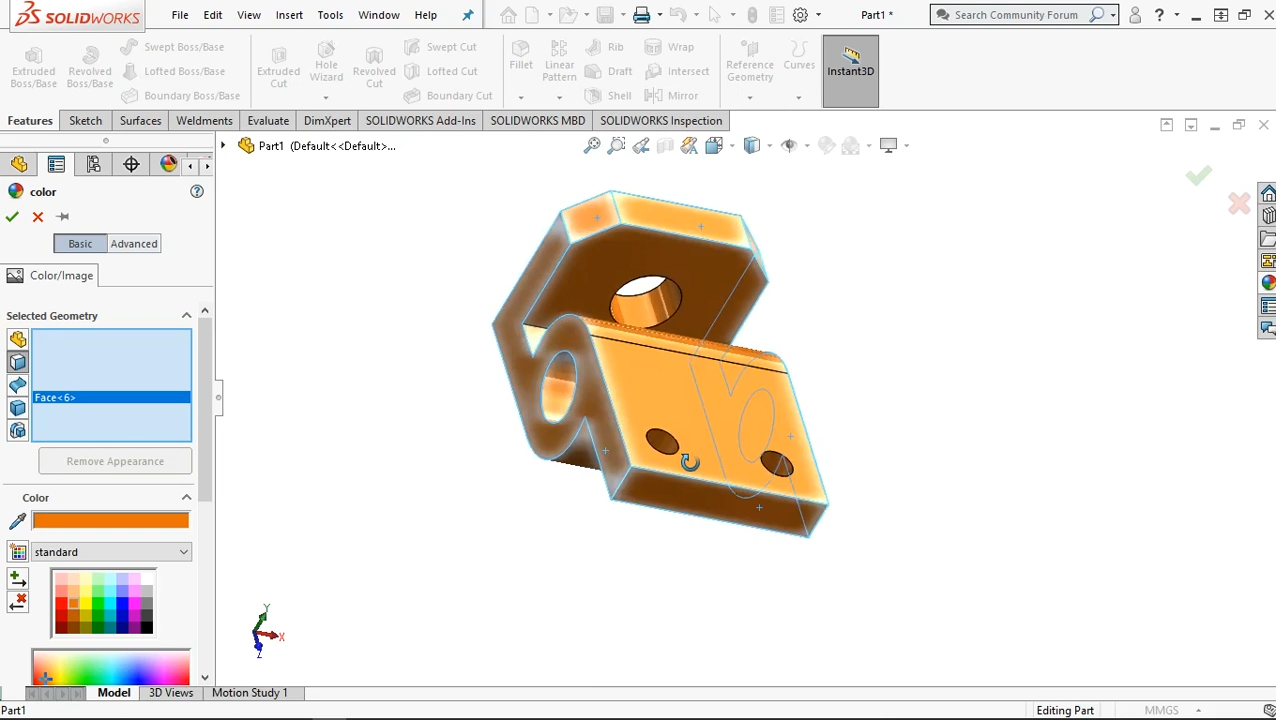 SOLIDWORKS File Edit View Insert Tools Window Help Part1 * Search Community Forum ?
Extruded Boss/Base
Revolved Boss/Base
Swept Boss/Base
Lofted Boss/Base
Boundary Boss/Base
Extruded Cut
Hole Wizard
Revolved Cut
Swept Cut
Lofted Cut
Boundary Cut
Fillet
Linear Pattern
Rib
Draft
Shell
Wrap
Intersect
Mirror
Reference Geometry
Curves
Instant3D
Features Sketch Surfaces Weldments Evaluate DimXpert SOLIDWORKS Add-Ins SOLIDWORKS MBD SOLIDWORKS Inspection
Part1 (Default<<Default>...
color
Basic Advanced
Color/Image
Selected Geometry
Face<6>
Remove Appearance
Color
standard
Y
X
Z
Model 3D Views Motion Study 1
Part1 Editing Part MMGS